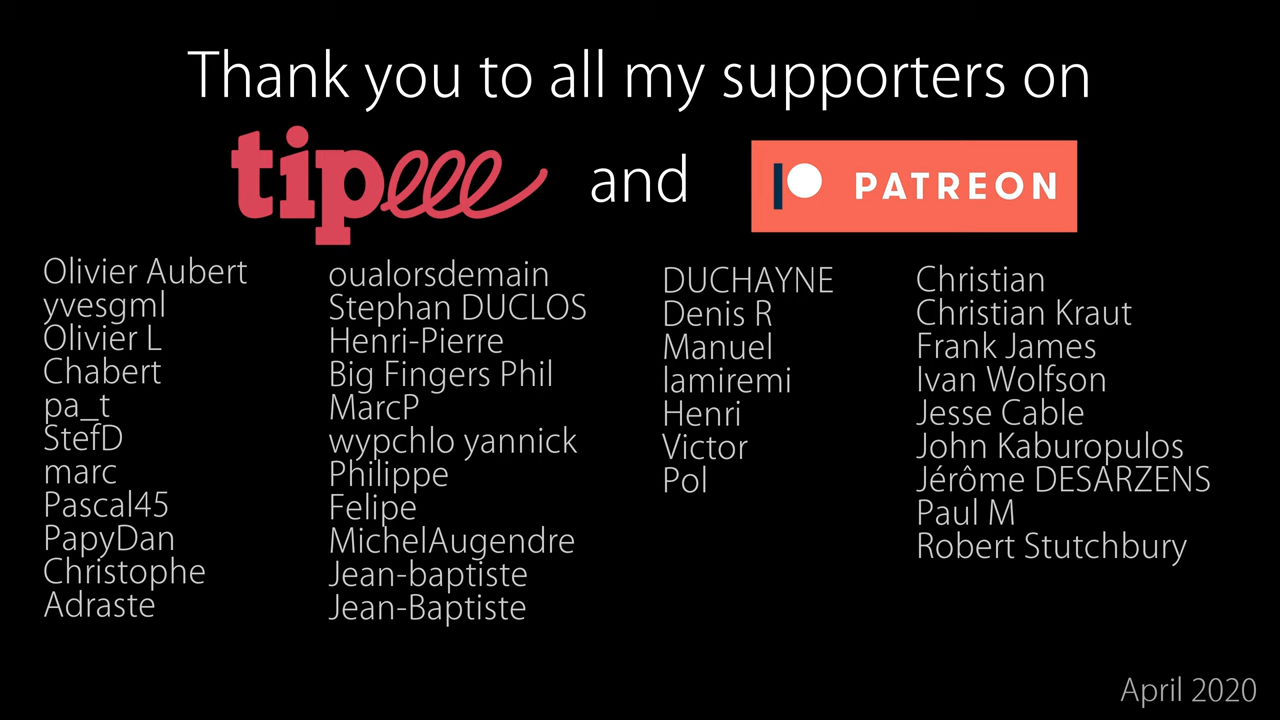 Thank you to all my supporters on
tipeee and PATREON
Olivier Aubert
yvesgml
Olivier L
Chabert
pa_t
StefD
marc
Pascal45
PapyDan
Christophe
Adraste
oualorsdemain
Stephan DUCLOS
Henri-Pierre
Big Fingers Phil
MarcP
wypchlo yannick
Philippe
Felipe
MichelAugendre
Jean-baptiste
Jean-Baptiste
DUCHAYNE
Denis R
Manuel
lamiremi
Henri
Victor
Pol
Christian
Christian Kraut
Frank James
Ivan Wolfson
Jesse Cable
John Kaburopulos
Jérôme DESARZENS
Paul M
Robert Stutchbury
April 2020